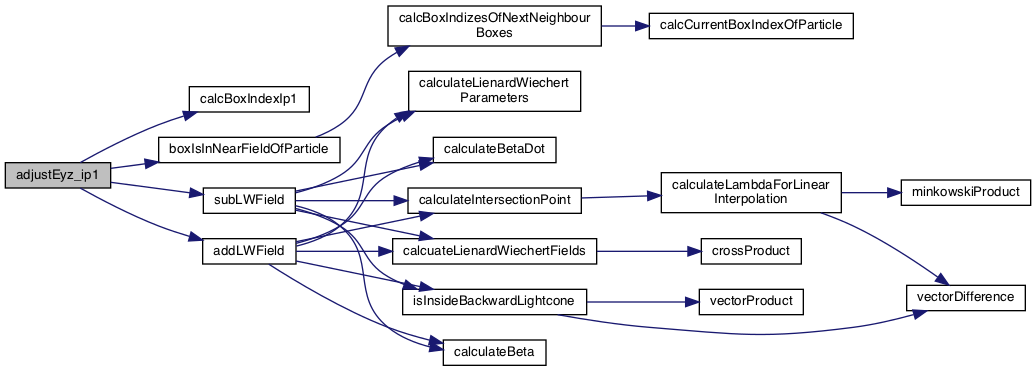 calcBoxIndizesOfNextNeighbour
Boxes
calcCurrentBoxIndexOfParticle
calculateLienardWiechert
Parameters
calcBoxIndexIp1
boxIsInNearFieldOfParticle
calculateBetaDot
adjustEyz_ip1
subLWField
calculateIntersectionPoint
calculateLambdaForLinear
Interpolation
minkowskiProduct
addLWField
calcuateLienardWiechertFields
crossProduct
isInsideBackwardLightcone
vectorProduct
vectorDifference
calculateBeta